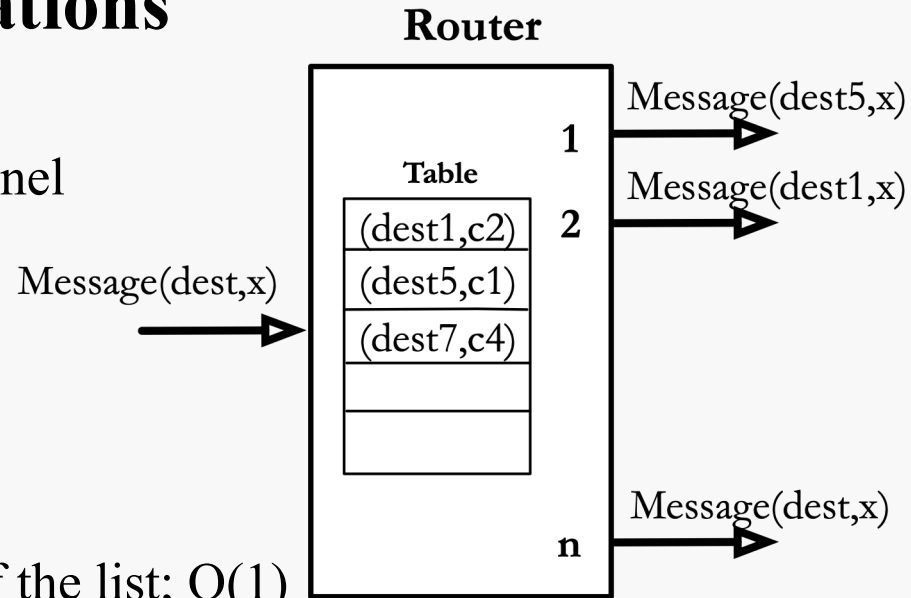 ations
Router
Message(dest5,x)
1
nel
Table
Message(dest1,x)
(dest1,c2)
2
Message(dest,x)
(dest5,c1)
(dest7,c4)
Message(dest,x)
n
f the list: O(1)